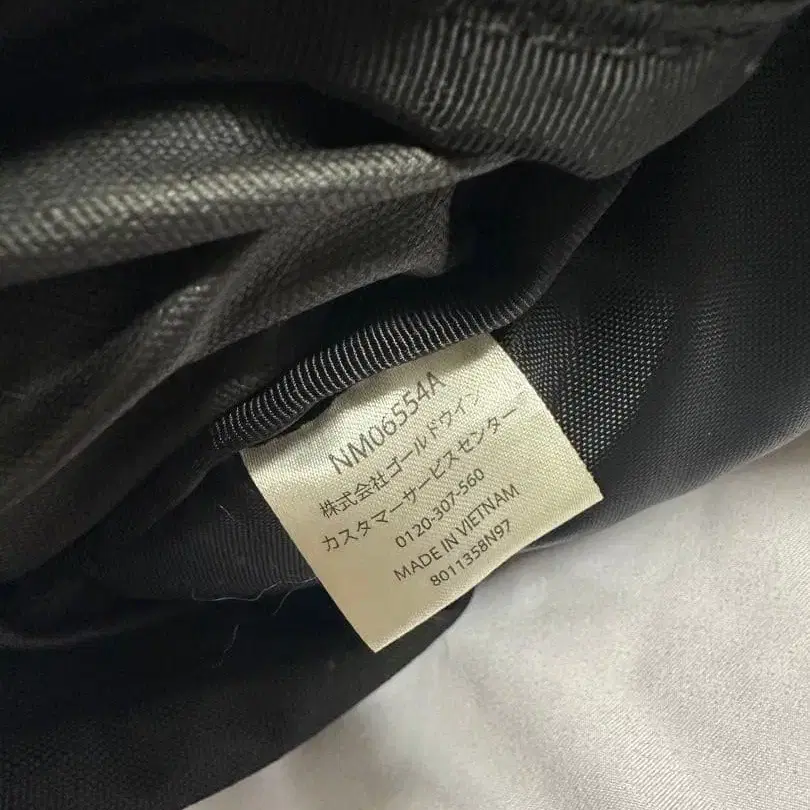 NM06554A
株式会社ゴールドウイン
カスタマーサービスセンター
0120-307-560
MADE IN VIETNAM
8011358N97